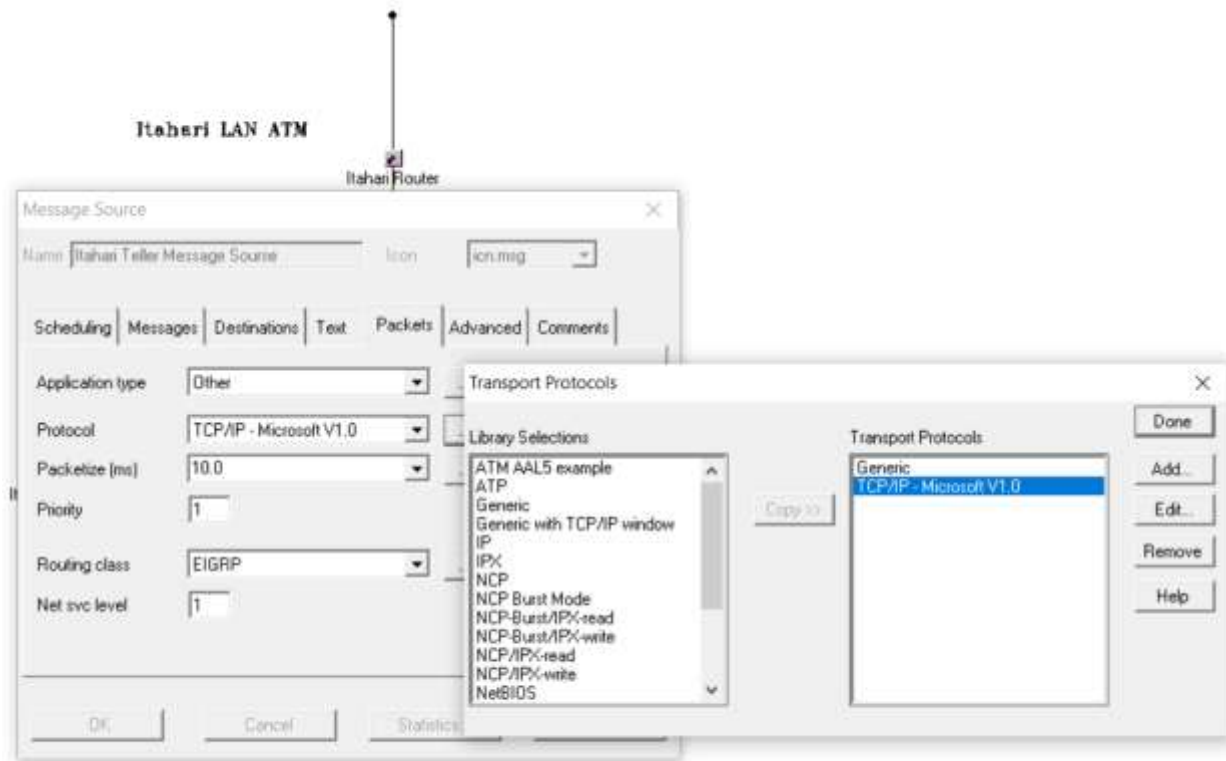 Itahari LAN ATM
Itahari Router
Message Source
Name Itahari Teller Message Source Icon icn.msg
Scheduling Messages Destinations Text Packets Advanced Comments
Application type Other
Protocol TCP/IP - Microsoft V1.0
Packetize (ms) 10.0
Priority 1
Routing class EIGRP
Net svc level 1
OK Cancel Statistics
Transport Protocols
Library Selections
ATM AAL5 example
ATP
Generic
Generic with TCP/IP window
IP
IPX
NCP
NCP Burst Mode
NCP-Burst/IPX-read
NCP-Burst/IPX-write
NCP/IPX-read
NCP/IPX-write
NetBIOS
Copy >>
Transport Protocols
Generic
TCP/IP - Microsoft V1.0
Done
Add...
Edit...
Remove
Help